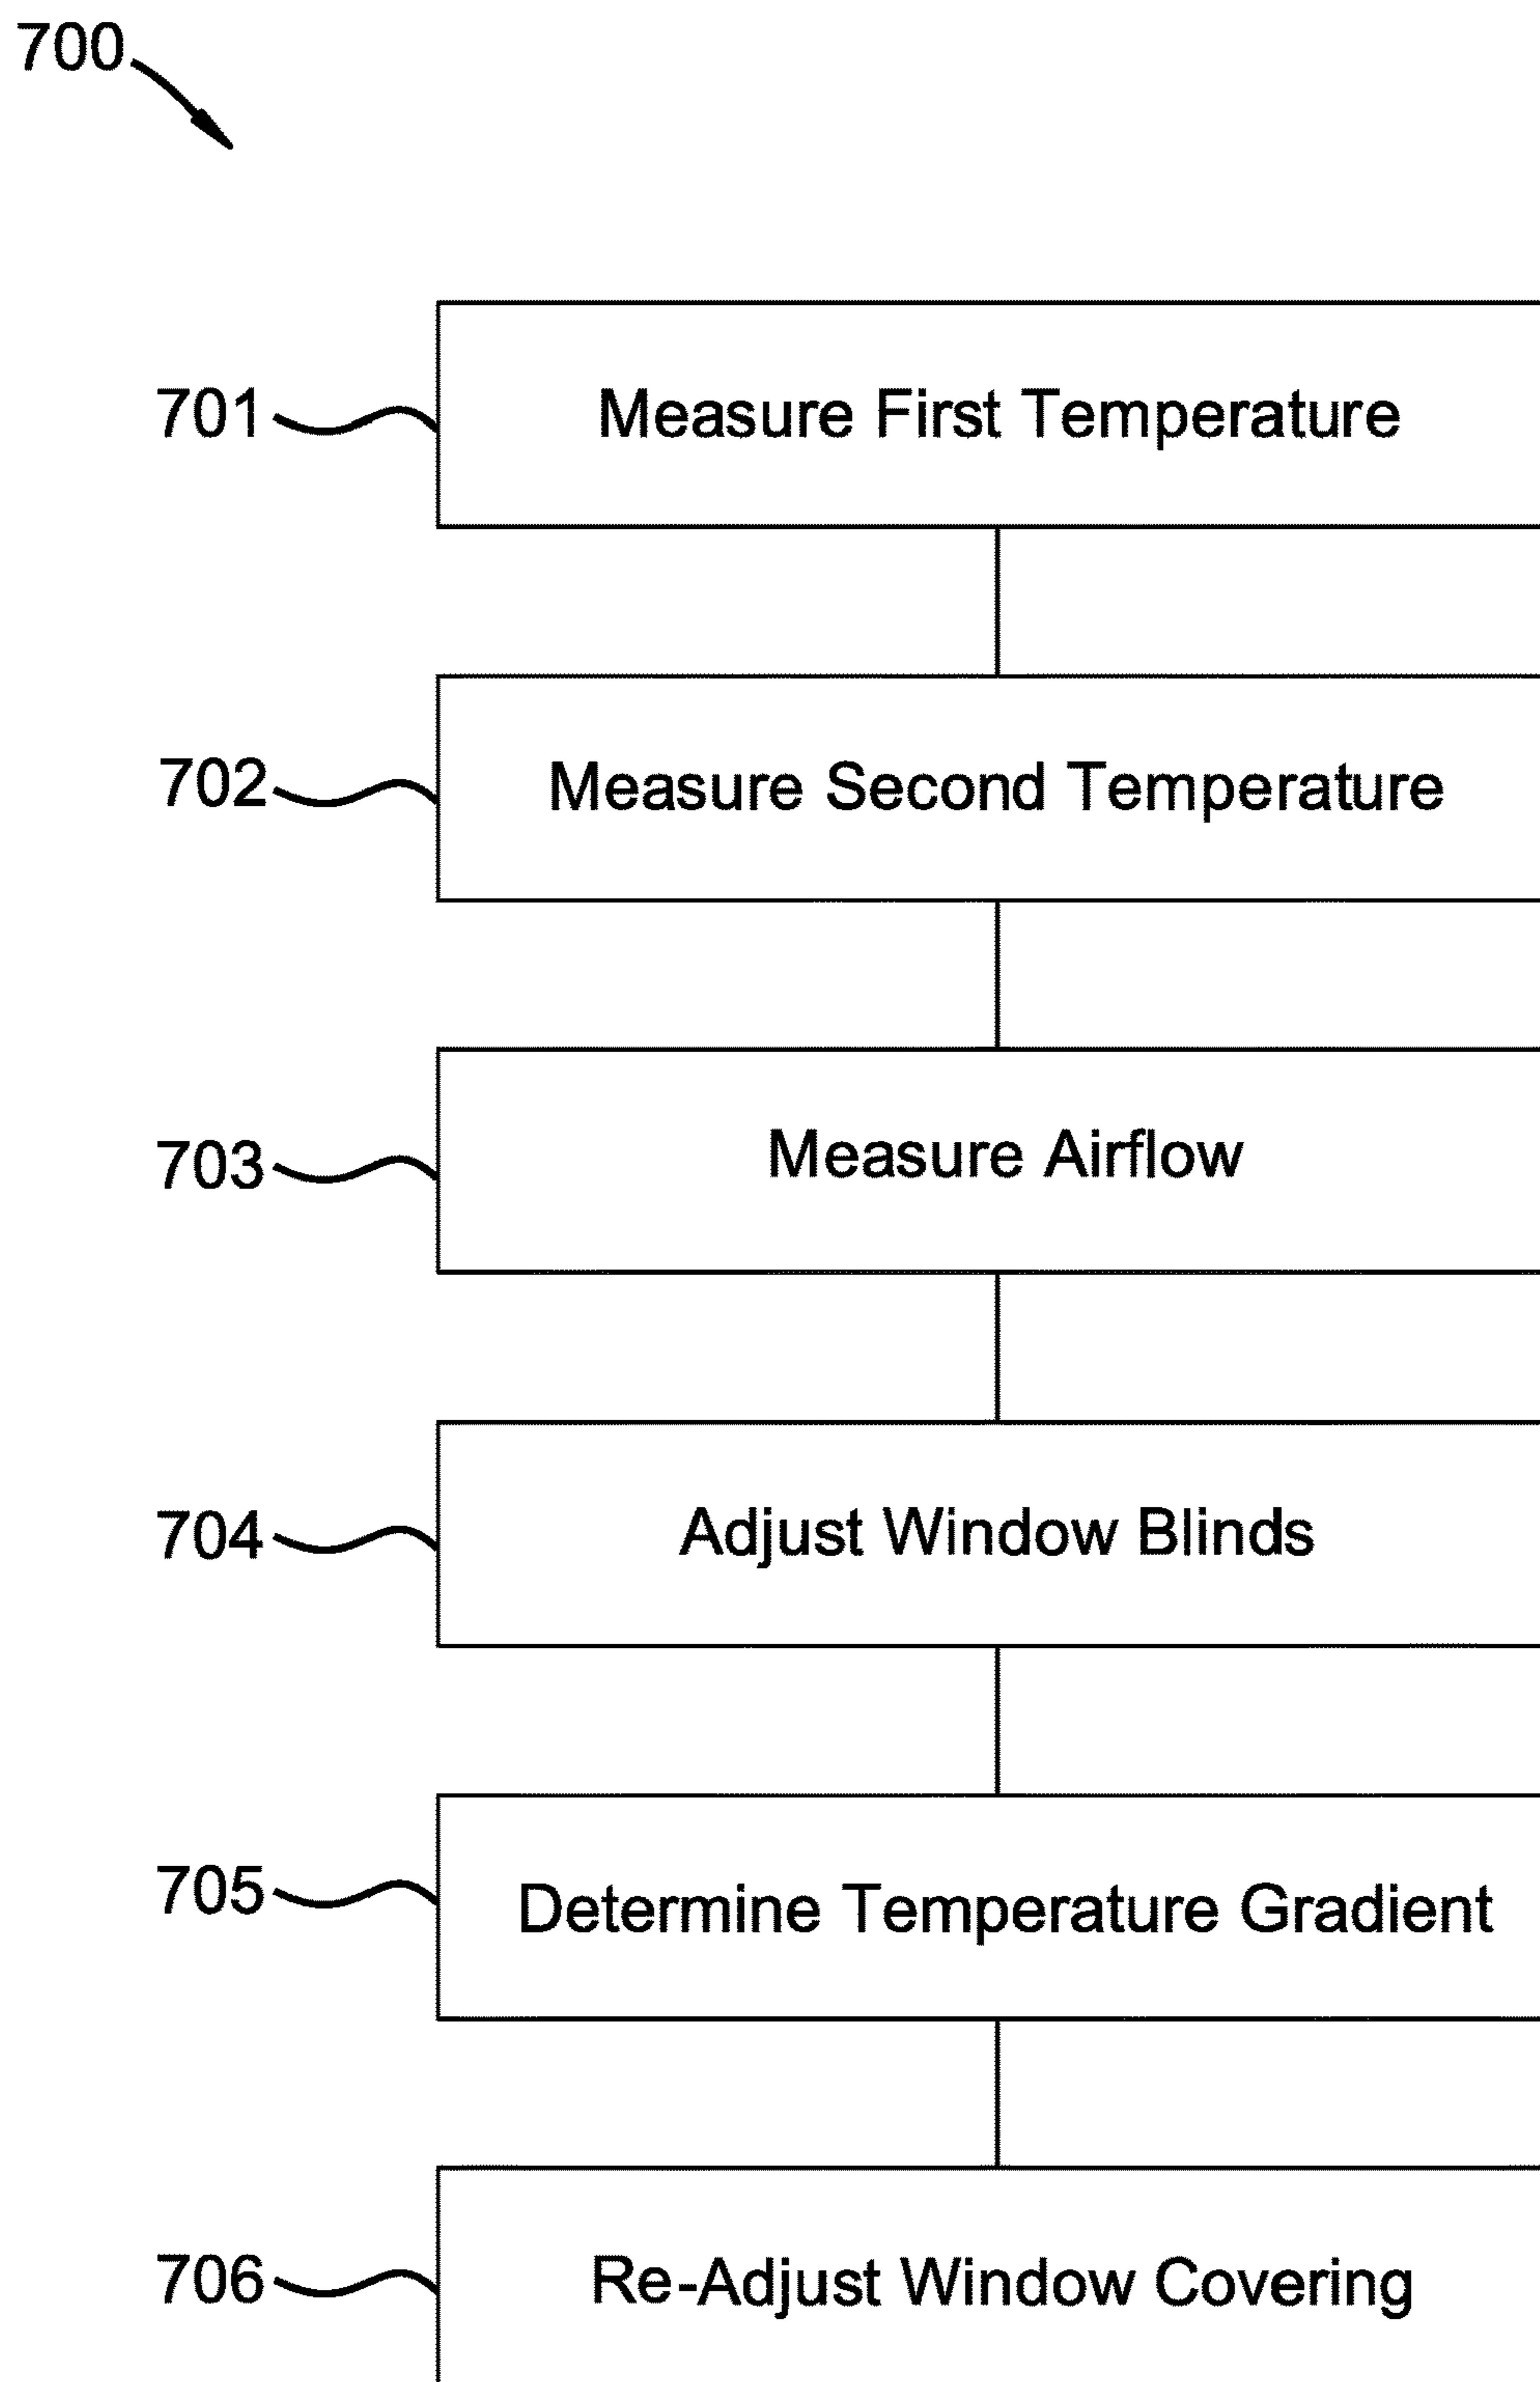 700
701 Measure First Temperature
702 Measure Second Temperature
703 Measure Airflow
704 Adjust Window Blinds
705 Determine Temperature Gradient
706 Re-Adjust Window Covering